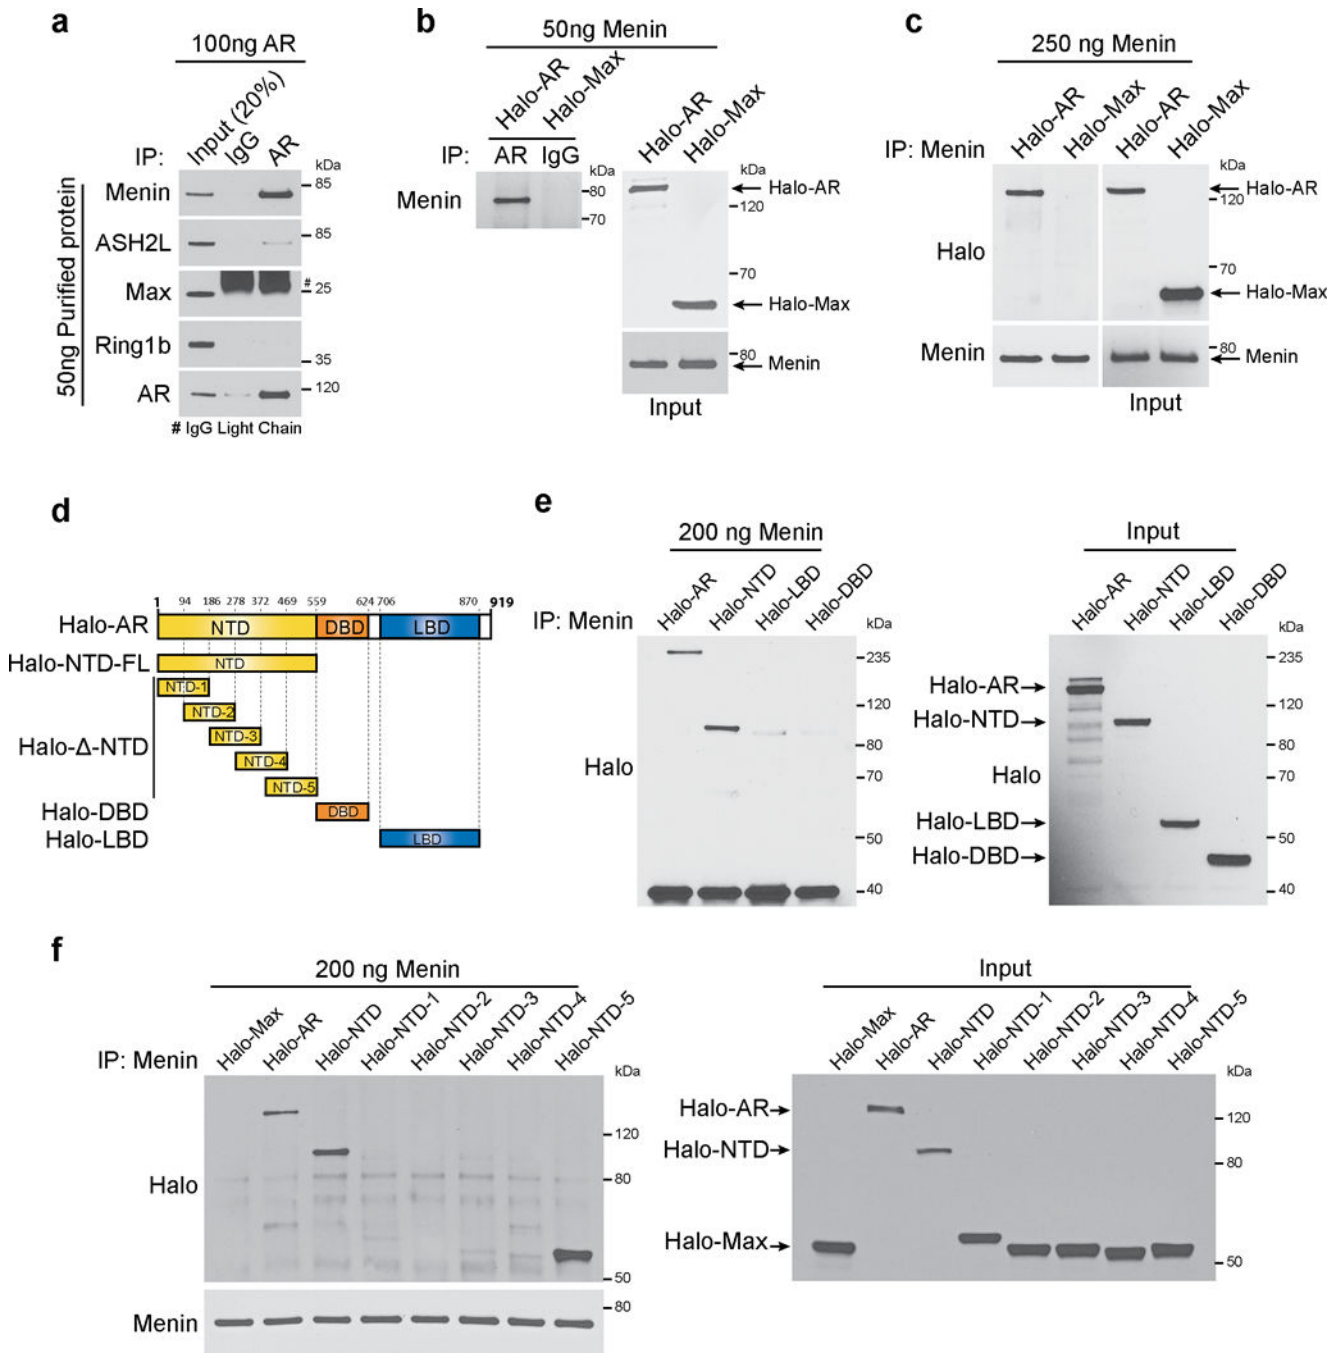 a
100ng AR
Input (20%)
IgG
AR
IP:
kDa
50ng Purified protein
Menin
85
ASH2L
85
Max
#
25
Ring1b
35
AR
120
# IgG Light Chain
b
50ng Menin
Halo-AR
Halo-Max
Halo-AR
Halo-Max
IP:
AR
IgG
kDa
Menin
80
70
kDa
Halo-AR
120
70
Halo-Max
80
Menin
Input
c
250 ng Menin
Halo-AR
Halo-Max
Halo-AR
Halo-Max
IP: Menin
kDa
Halo-AR
120
Halo
70
Halo-Max
Menin
80
Menin
Input
d
1 94 186 278 372 469 559 624 706 870 919
Halo-AR
NTD
DBD
LBD
Halo-NTD-FL
NTD
NTD-1
NTD-2
Halo-Δ-NTD
NTD-3
NTD-4
NTD-5
Halo-DBD
DBD
Halo-LBD
LBD
e
200 ng Menin
Halo-AR
Halo-NTD
Halo-LBD
Halo-DBD
IP: Menin
kDa
235
120
80
Halo
70
50
40
Input
Halo-AR
Halo-NTD
Halo-LBD
Halo-DBD
kDa
235
Halo-AR
120
Halo-NTD
80
Halo
70
Halo-LBD
50
Halo-DBD
40
f
200 ng Menin
Halo-Max
Halo-AR
Halo-NTD
Halo-NTD-1
Halo-NTD-2
Halo-NTD-3
Halo-NTD-4
Halo-NTD-5
IP: Menin
kDa
120
Halo
80
50
Menin
80
Input
Halo-Max
Halo-AR
Halo-NTD
Halo-NTD-1
Halo-NTD-2
Halo-NTD-3
Halo-NTD-4
Halo-NTD-5
kDa
Halo-AR
120
Halo-NTD
80
Halo-Max
50